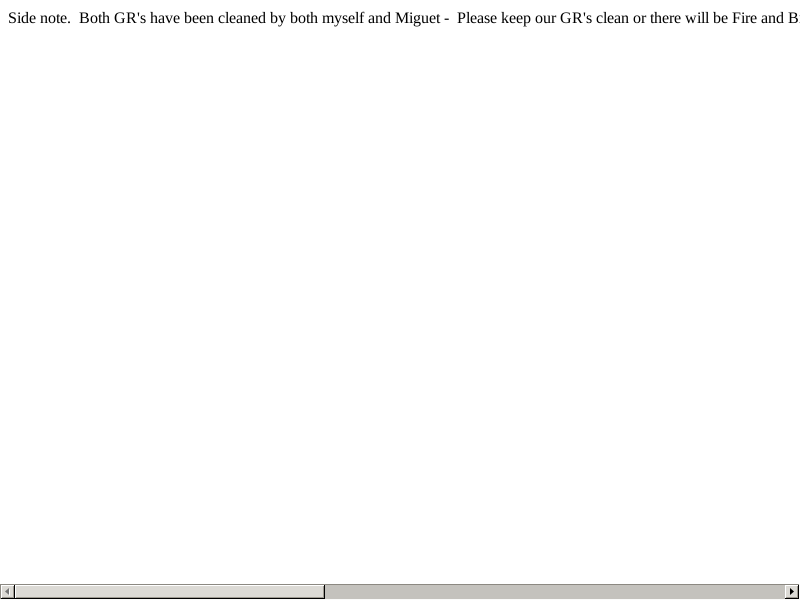 Side note.  Both GR's have been cleaned by both myself and Miguet -  Please keep our GR's clean or there will be Fire and